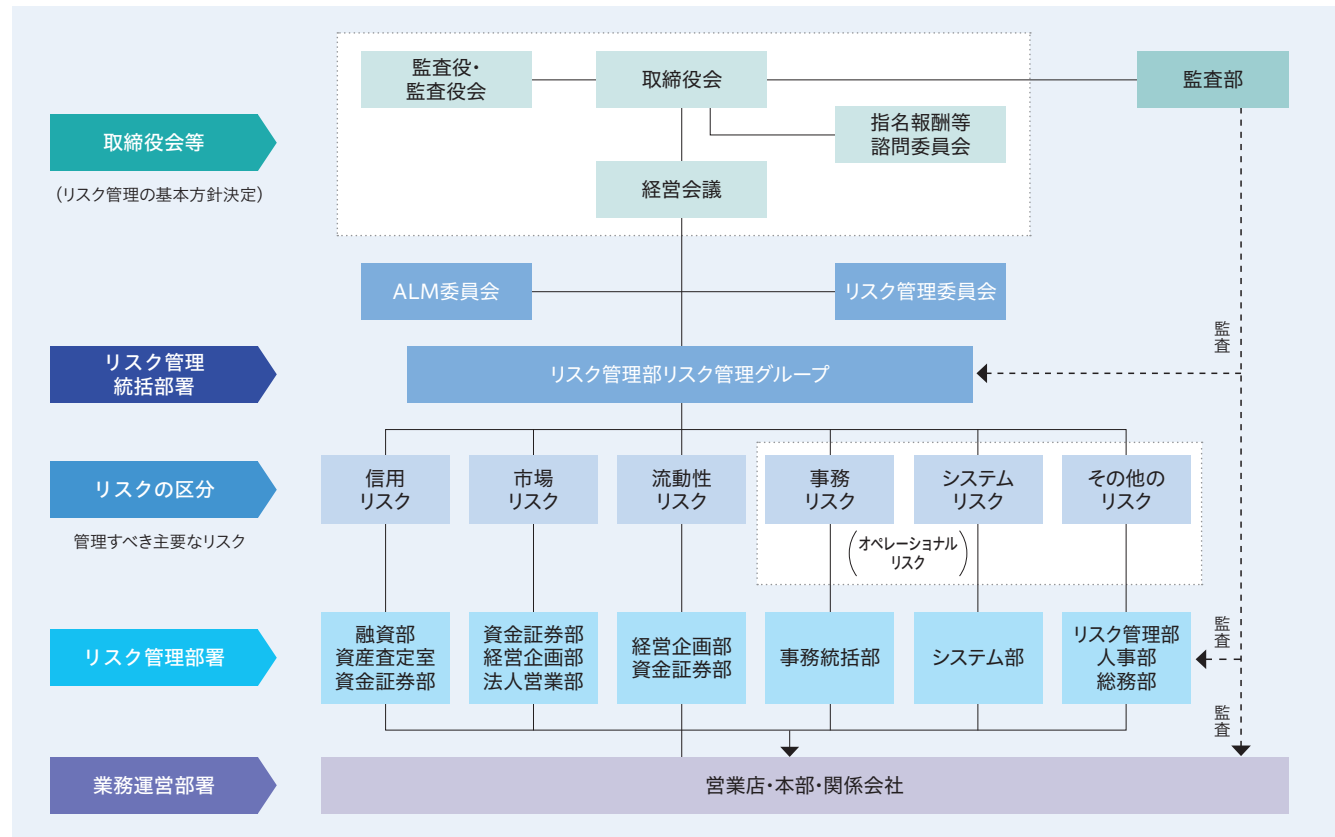 監査役・
監査役会
取締役会
監査部
指名報酬等
諮問委員会
取締役会等
(リスク管理の基本方針決定)
経営会議
ALM委員会
リスク管理委員会
監査
リスク管理
統括部署
リスク管理部リスク管理グループ
リスクの区分
管理すべき主要なリスク
信用
リスク
市場
リスク
流動性
リスク
事務
リスク
システム
リスク
その他の
リスク
(オペレーショナル
リスク)
リスク管理部署
融資部
資産査定室
資金証券部
資金証券部
経営企画部
法人営業部
経営企画部
資金証券部
事務統括部
システム部
リスク管理部
人事部
総務部
監査
監査
業務運営部署
営業店・本部・関係会社